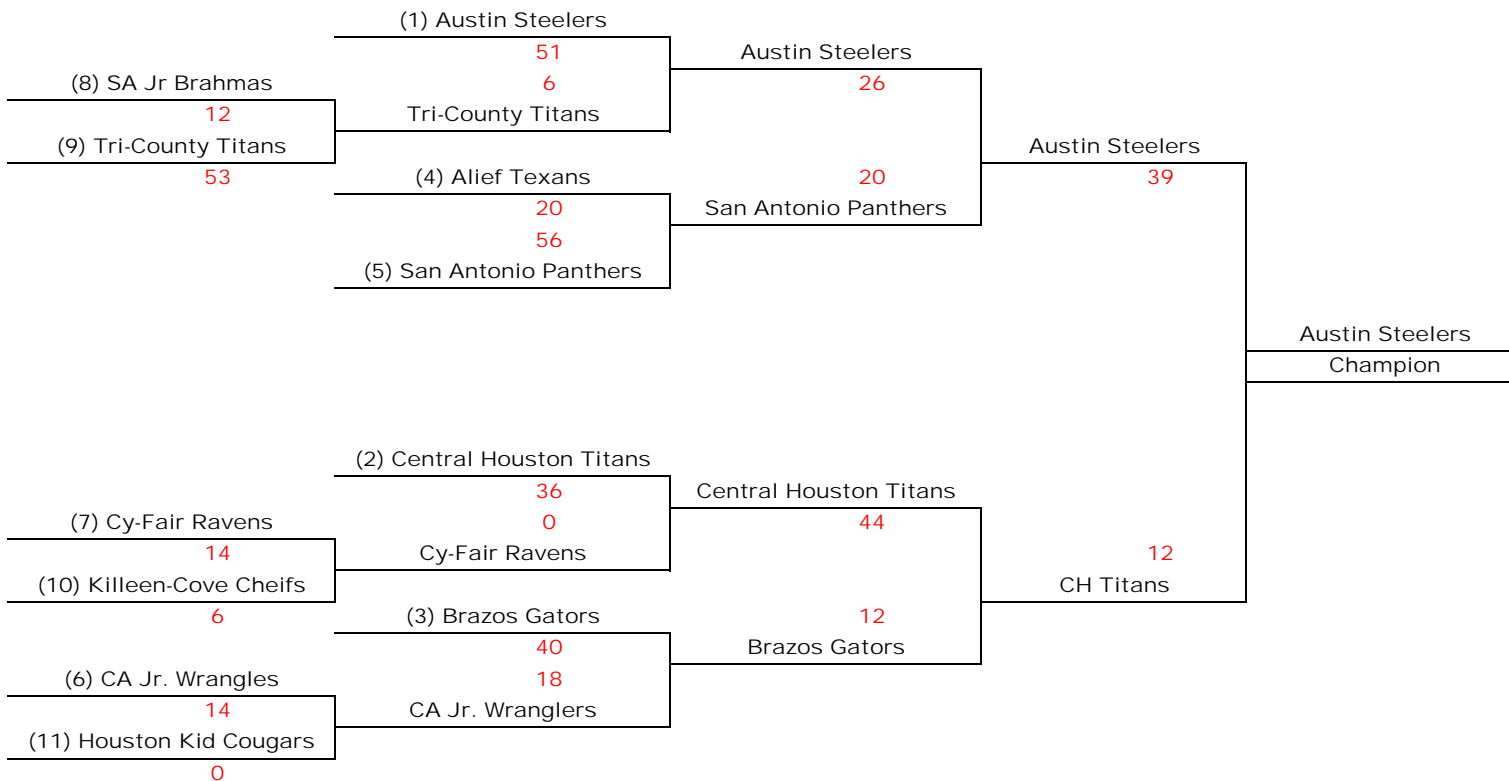 (1) Austin Steelers
51
Austin Steelers
(8) SA Jr Brahmas
6
26
12
Tri-County Titans
(9) Tri-County Titans
Austin Steelers
53
(4) Alief Texans
20
39
20
San Antonio Panthers
56
(5) San Antonio Panthers
Austin Steelers
Champion
(2) Central Houston Titans
36
Central Houston Titans
(7) Cy-Fair Ravens
0
44
14
Cy-Fair Ravens
12
(10) Killeen-Cove Cheifs
CH Titans
6
(3) Brazos Gators
12
40
Brazos Gators
(6) CA Jr. Wrangles
18
14
CA Jr. Wranglers
(11) Houston Kid Cougars
0